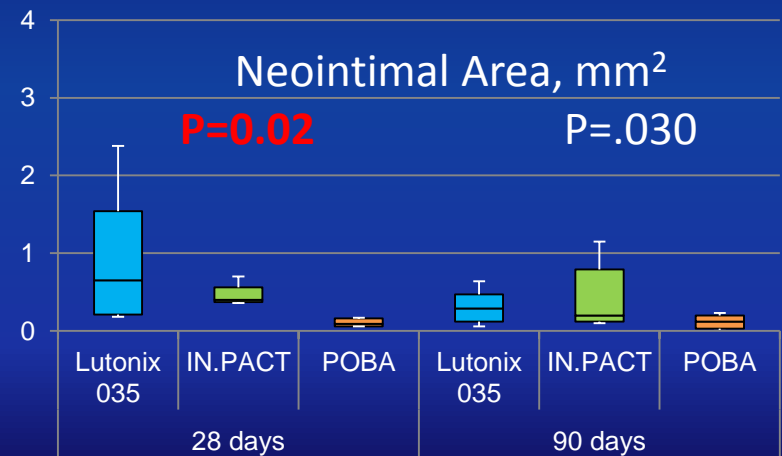 4
Neointimal Area, mm²
3
P=0.02 P=.030
2
1
0
Lutonix 035 IN.PACT POBA Lutonix 035 IN.PACT POBA
28 days 90 days